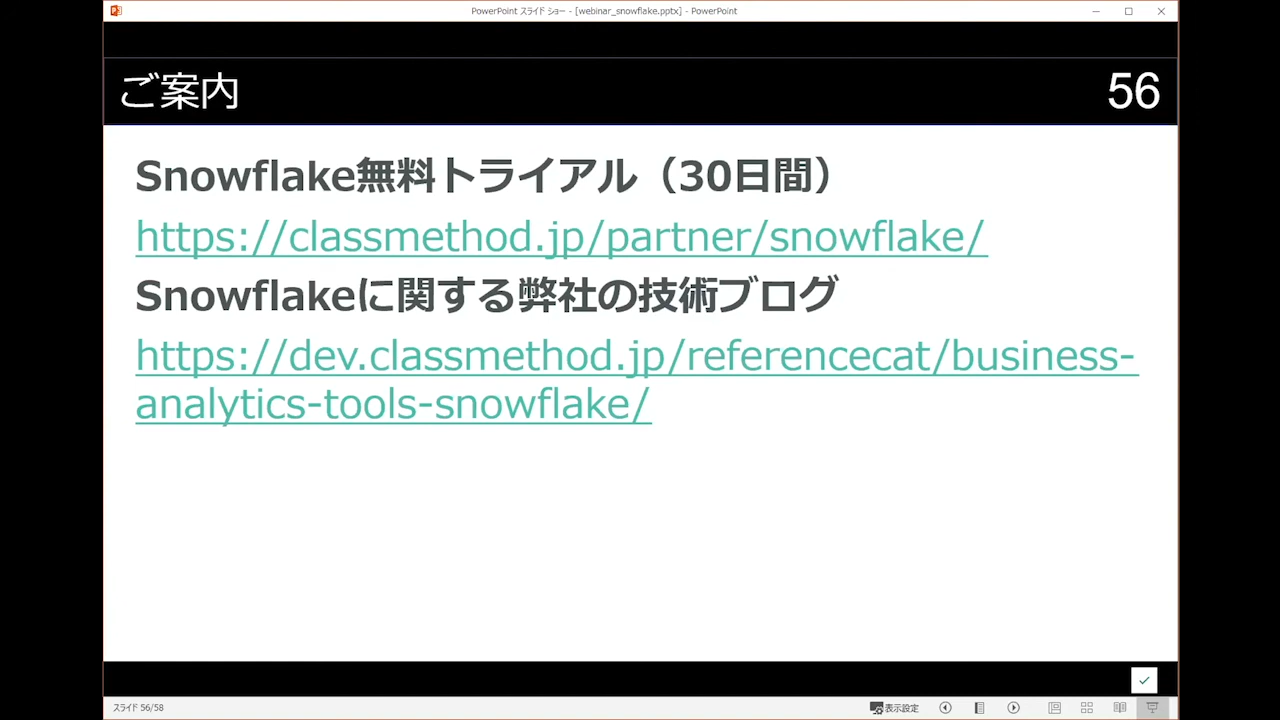 PowerPoint スライド ショー - [webinar_snowflake.pptx] - PowerPoint
ご案内
56
Snowflake無料トライアル（30日間）
https://classmethod.jp/partner/snowflake/
Snowflakeに関する弊社の技術ブログ
https://dev.classmethod.jp/referencecat/business-
analytics-tools-snowflake/
スライド 56/58
表示設定